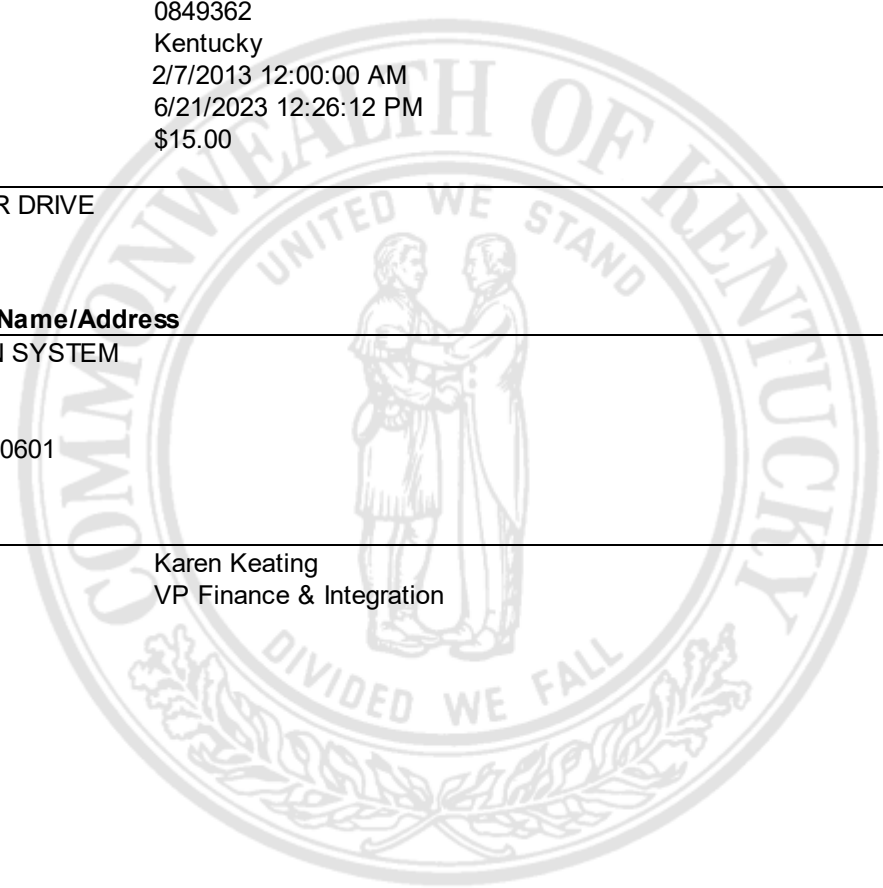 0849362
Kentucky
2/7/2013 12:00:00 AM
6/21/2023 12:26:12 PM
$15.00
R DRIVE
Name/Address
SYSTEM
0601
Karen Keating
VP Finance & Integration
COMMONWEALTH OF KENTUCKY
UNITED WE STAND
DIVIDED WE FALL